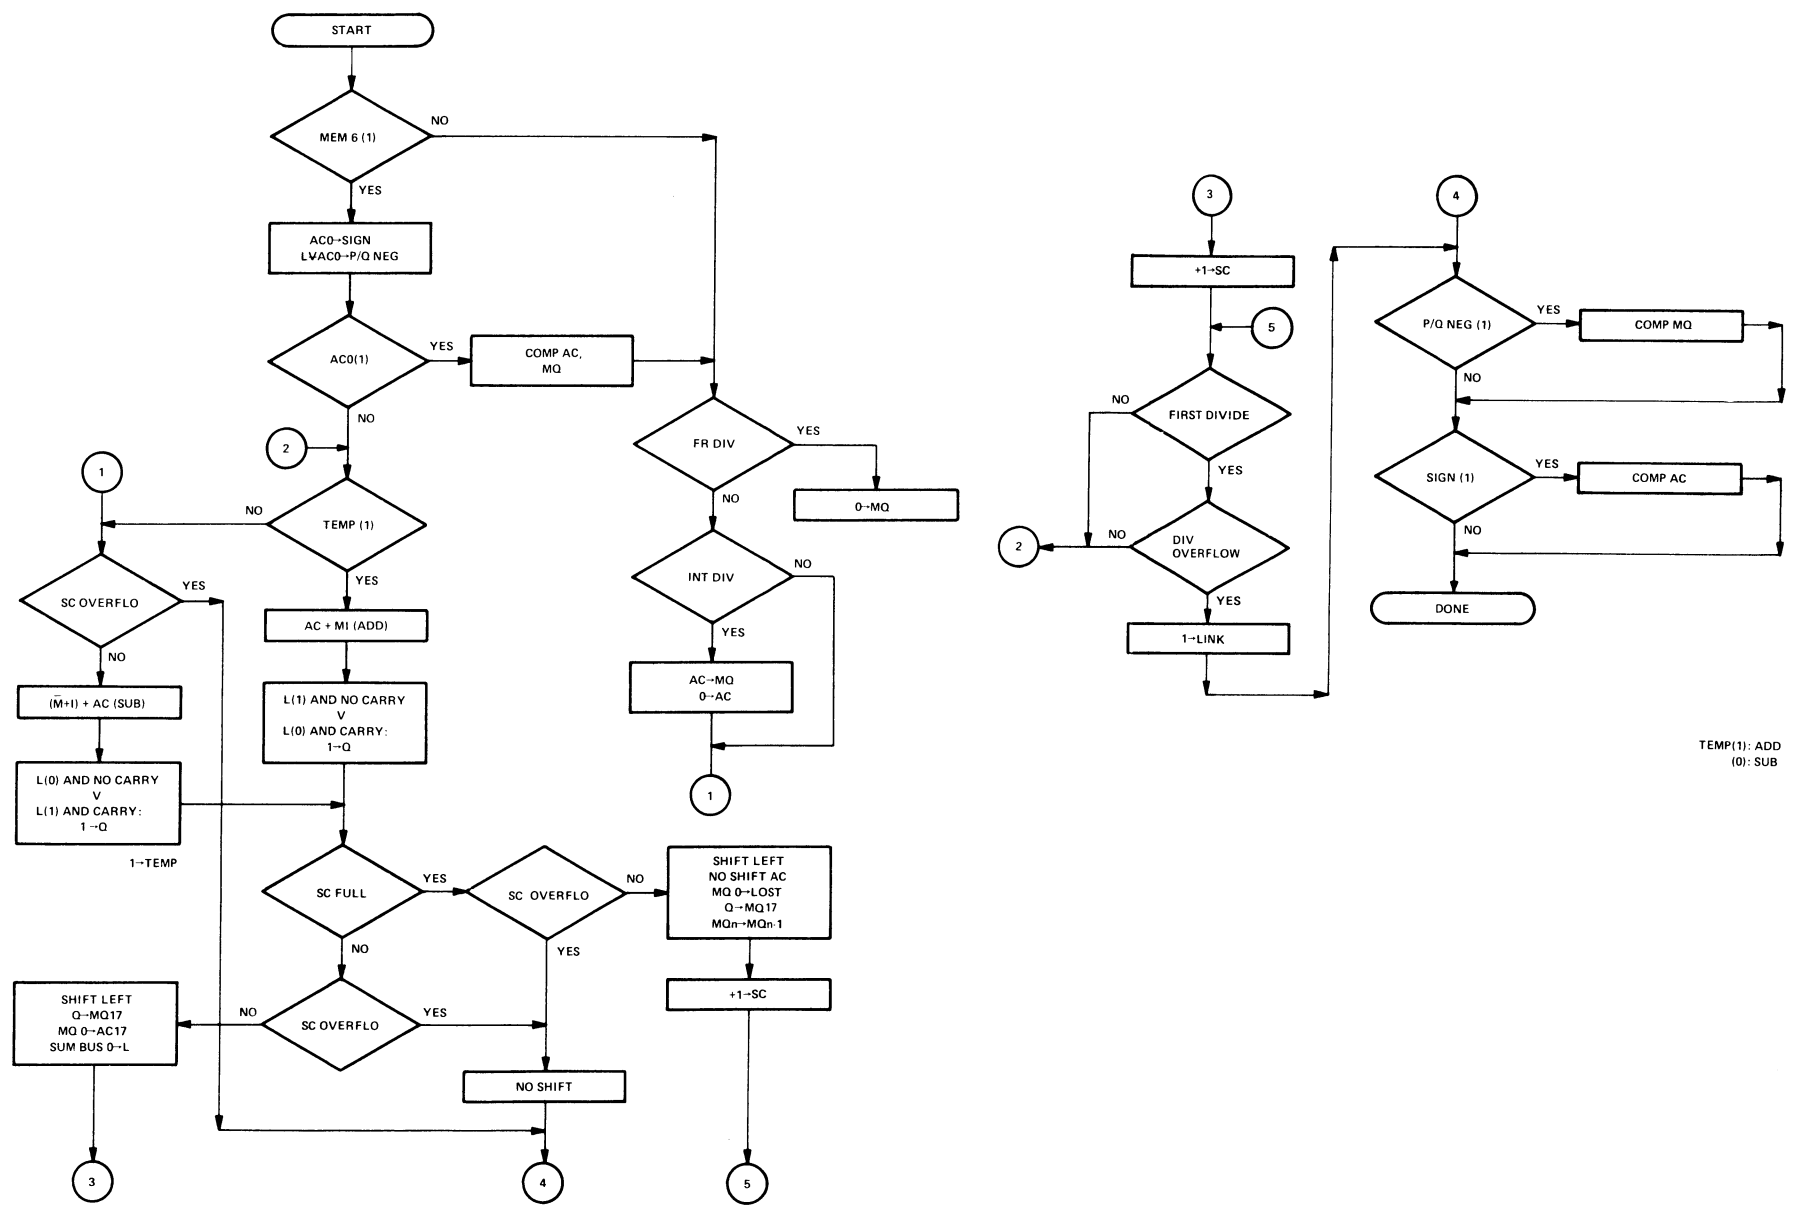 START
MEM 6 (1)
NO
YES
AC0→SIGN
L∀AC0→P/Q NEG
AC0(1)
YES
COMP AC,
MQ
NO
2
1
NO
TEMP (1)
YES
SC OVERFLO
YES
NO
AC + MI (ADD)
(M̅+I) + AC (SUB)
L(1) AND NO CARRY
V
L(0) AND CARRY:
1→Q
L(0) AND NO CARRY
V
L(1) AND CARRY:
1→Q
1→TEMP
FR DIV
YES
NO
0→MQ
INT DIV
NO
YES
AC→MQ
0→AC
1
SC FULL
YES
SC OVERFLO
NO
YES
NO
SHIFT LEFT
NO SHIFT AC
MQ 0→LOST
Q→MQ17
MQn→MQn-1
+1→SC
SC OVERFLO
NO
YES
SHIFT LEFT
Q→MQ17
MQ 0→AC17
SUM BUS 0→L
NO SHIFT
3
4
5
3
+1→SC
5
FIRST DIVIDE
NO
YES
DIV
OVERFLOW
NO
2
YES
1→LINK
4
P/Q NEG (1)
YES
COMP MQ
NO
SIGN (1)
YES
COMP AC
NO
DONE
TEMP(1): ADD
(0): SUB